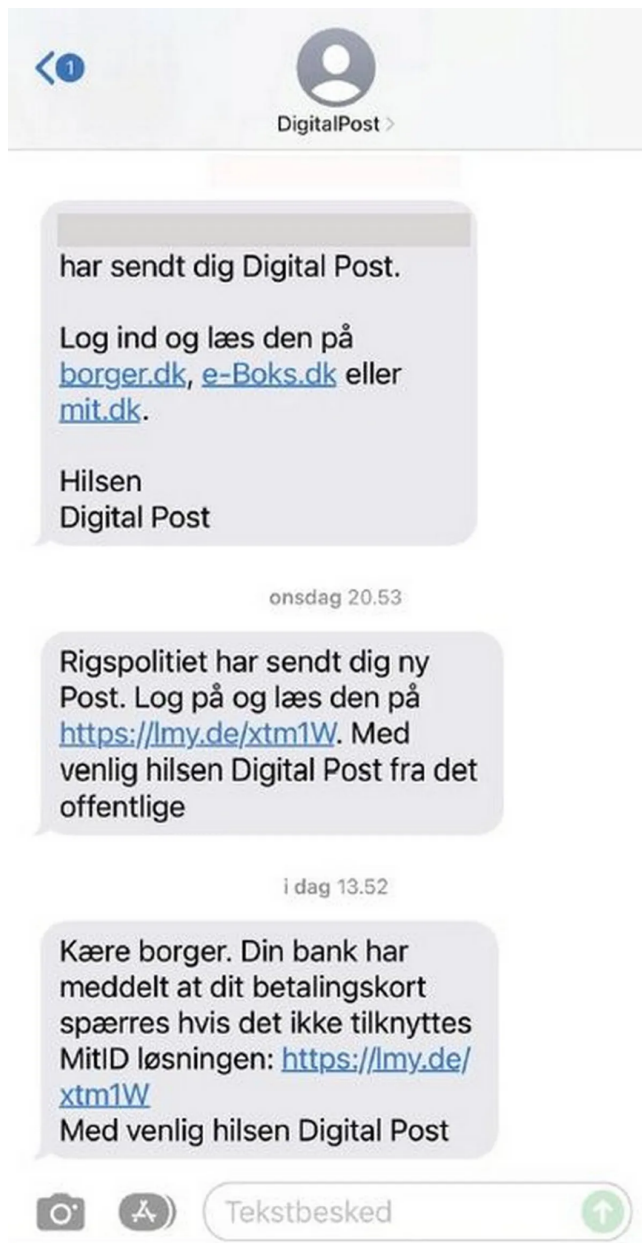 1
DigitalPost
har sendt dig Digital Post.
Log ind og læs den på
borger.dk, e-Boks.dk eller
mit.dk.
Hilsen
Digital Post
onsdag 20.53
Rigspolitiet har sendt dig ny
Post. Log på og læs den på
https://lmy.de/xtm1W. Med
venlig hilsen Digital Post fra det
offentlige
i dag 13.52
Kære borger. Din bank har
meddelt at dit betalingskort
spærres hvis det ikke tilknyttes
MitID løsningen: https://lmy.de/
xtm1W
Med venlig hilsen Digital Post
Tekstbesked